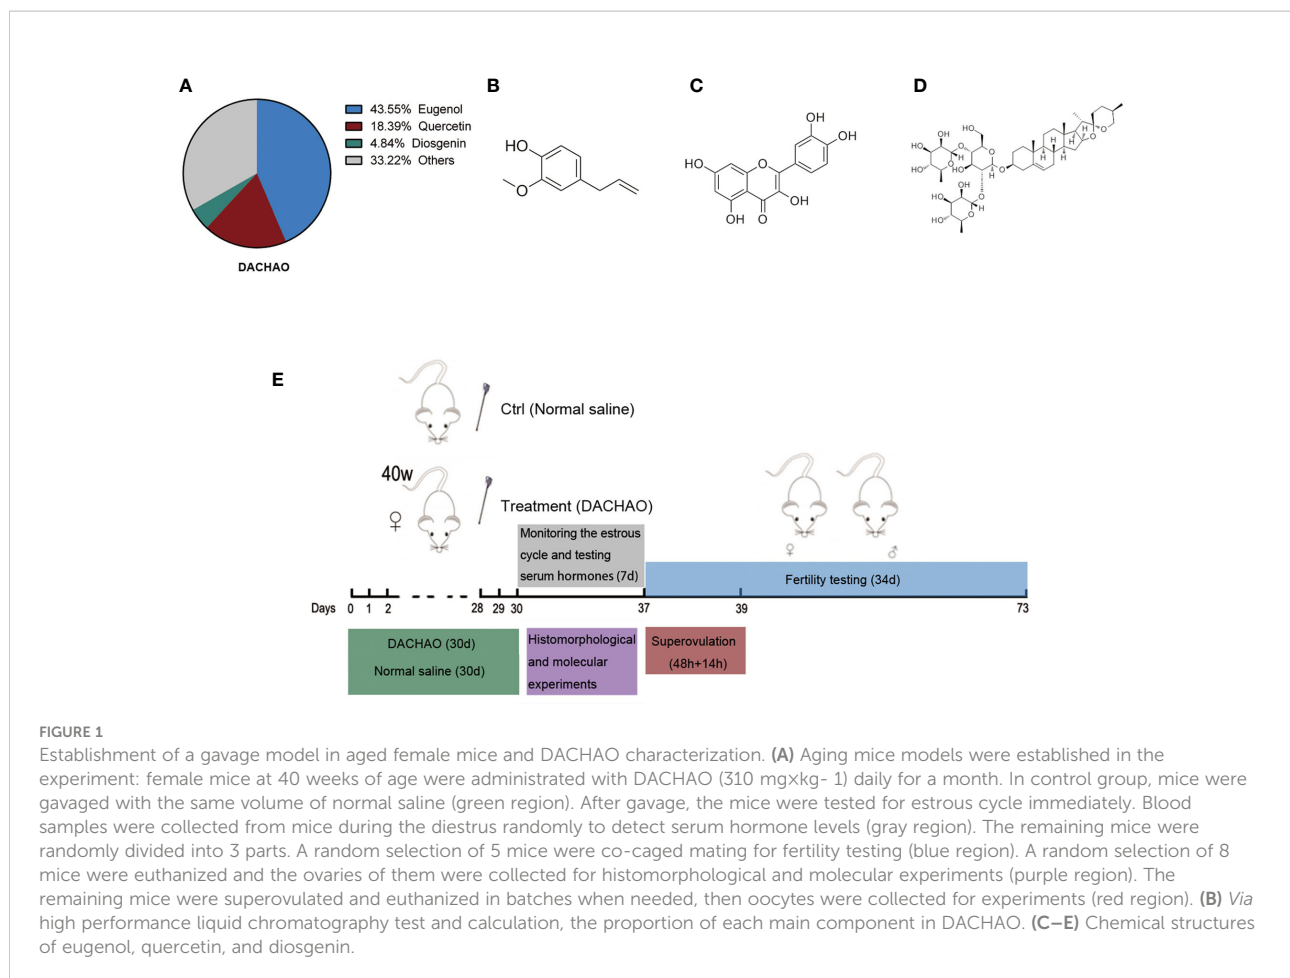 A
43.55% Eugenol
18.39% Quercetin
4.84% Diosgenin
33.22% Others
DACHAO
B
HO
O
C
OH
OH
HO
O
OH
OH
O
D
HO
OH
HO
O
O
HO
O
O
HO
O
H
O
OH
O
HO
O
H
HO
H
H
H
H
O
O
E
Ctrl (Normal saline)
40w
♀
Treatment (DACHAO)
Monitoring the estrous
cycle and testing
serum hormones (7d)
♀
♂
Fertility testing (34d)
Days
0 1 2 28 29 30 37 39 73
DACHAO (30d)
Normal saline (30d)
Histomorphological
and molecular
experiments
Superovulation
(48h+14h)
FIGURE 1
Establishment of a gavage model in aged female mice and DACHAO characterization. (A) Aging mice models were established in the
experiment: female mice at 40 weeks of age were administrated with DACHAO (310 mg×kg- 1) daily for a month. In control group, mice were
gavaged with the same volume of normal saline (green region). After gavage, the mice were tested for estrous cycle immediately. Blood
samples were collected from mice during the diestrus randomly to detect serum hormone levels (gray region). The remaining mice were
randomly divided into 3 parts. A random selection of 5 mice were co-caged mating for fertility testing (blue region). A random selection of 8
mice were euthanized and the ovaries of them were collected for histomorphological and molecular experiments (purple region). The
remaining mice were superovulated and euthanized in batches when needed, then oocytes were collected for experiments (red region). (B) Via
high performance liquid chromatography test and calculation, the proportion of each main component in DACHAO. (C–E) Chemical structures
of eugenol, quercetin, and diosgenin.